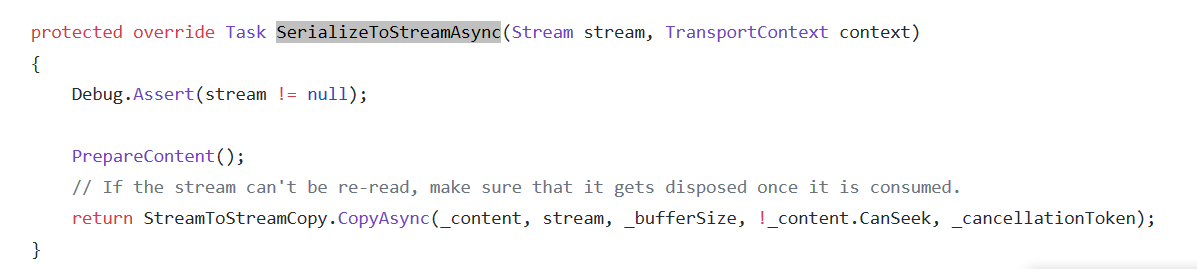 protected override Task SerializeToStreamAsync(Stream stream, TransportContext context)
{
    Debug.Assert(stream != null);

    PrepareContent();
    // If the stream can't be re-read, make sure that it gets disposed once it is consumed.
    return StreamToStreamCopy.CopyAsync(_content, stream, _bufferSize, !_content.CanSeek, _cancellationToken);
}